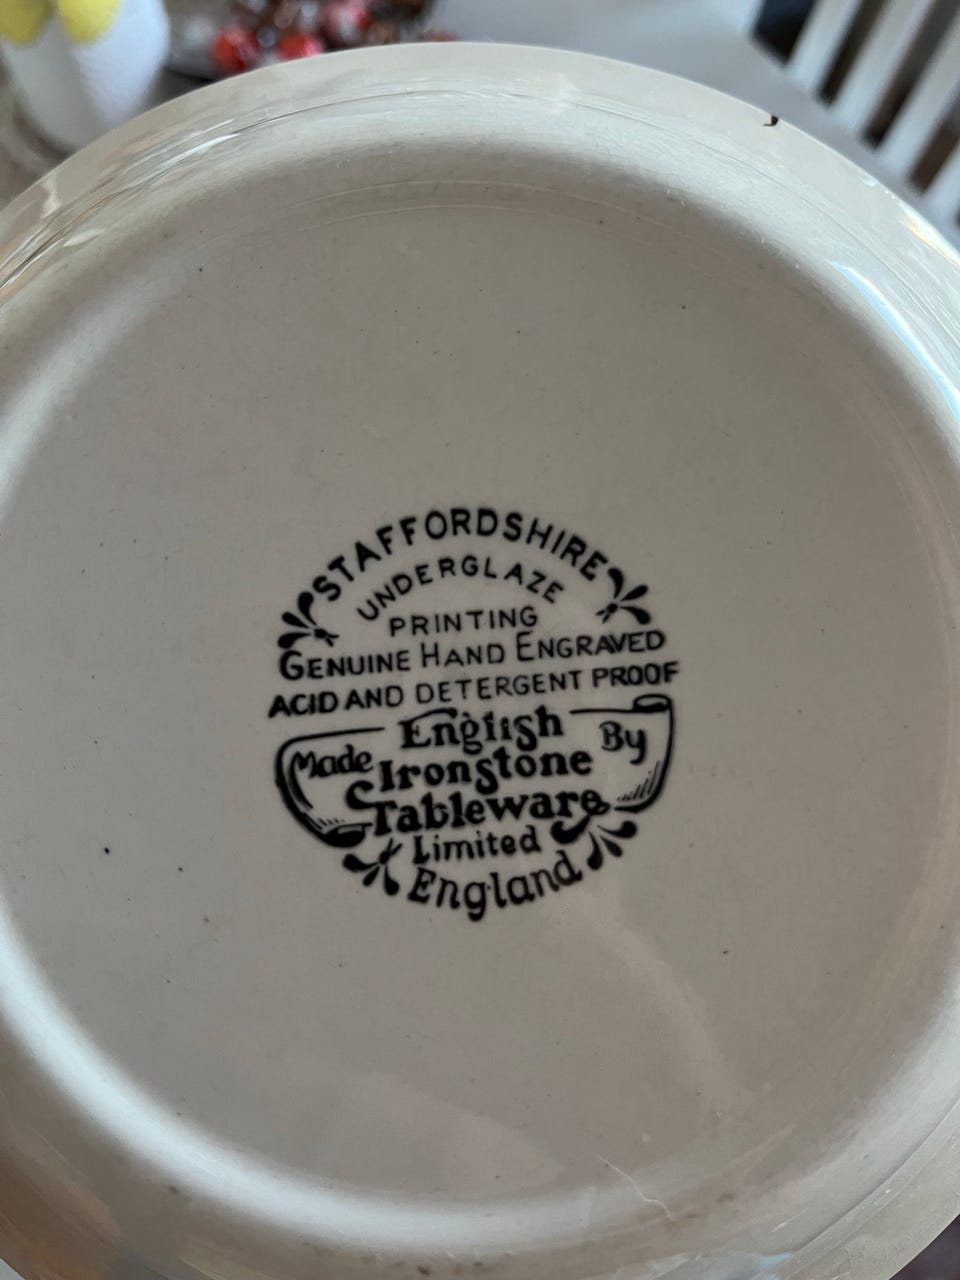 STAFFORDSHIRE
UNDERGLAZE
PRINTING
GENUINE HAND ENGRAVED
ACID AND DETERGENT PROOF
Made English By
Ironstone
Tableware
Limited
England